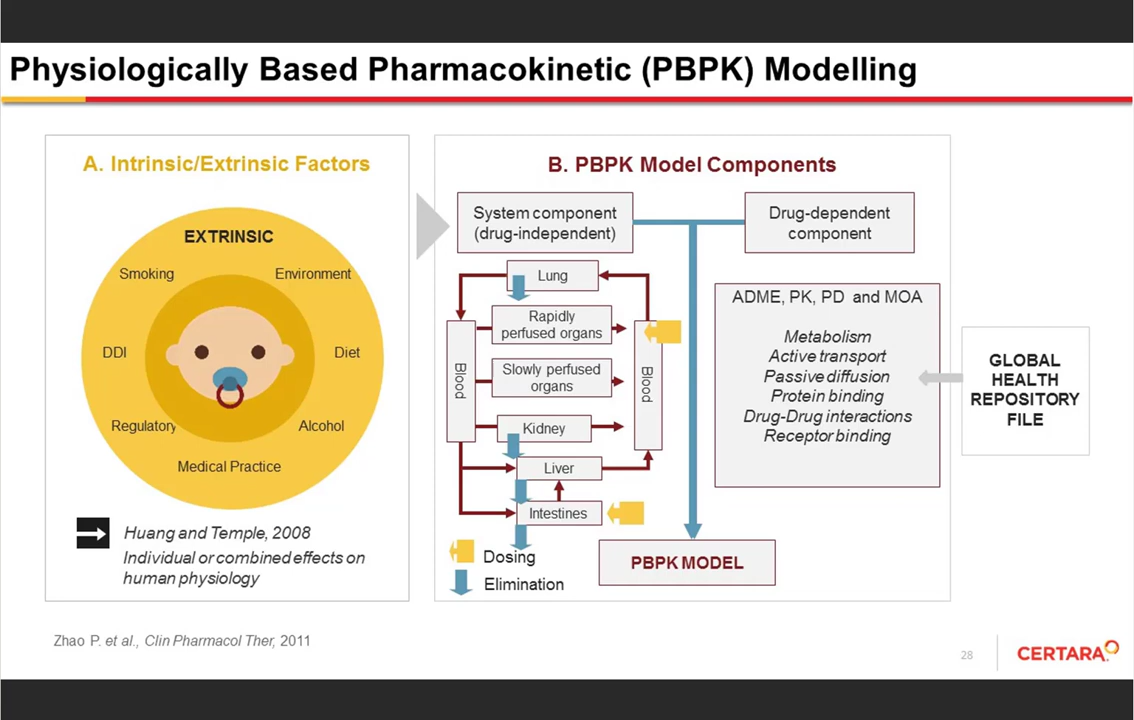 Physiologically Based Pharmacokinetic (PBPK) Modelling
A. Intrinsic/Extrinsic Factors
EXTRINSIC
Smoking
Environment
DDI
Diet
Regulatory
Alcohol
Medical Practice
Huang and Temple, 2008
Individual or combined effects on
human physiology
B. PBPK Model Components
System component
(drug-independent)
Drug-dependent
component
Lung
Rapidly
perfused organs
Slowly perfused
organs
Kidney
Liver
Intestines
Blood
Blood
Dosing
Elimination
ADME, PK, PD and MOA
Metabolism
Active transport
Passive diffusion
Protein binding
Drug-Drug interactions
Receptor binding
PBPK MODEL
GLOBAL
HEALTH
REPOSITORY
FILE
Zhao P. et al., Clin Pharmacol Ther, 2011
28
CERTARA